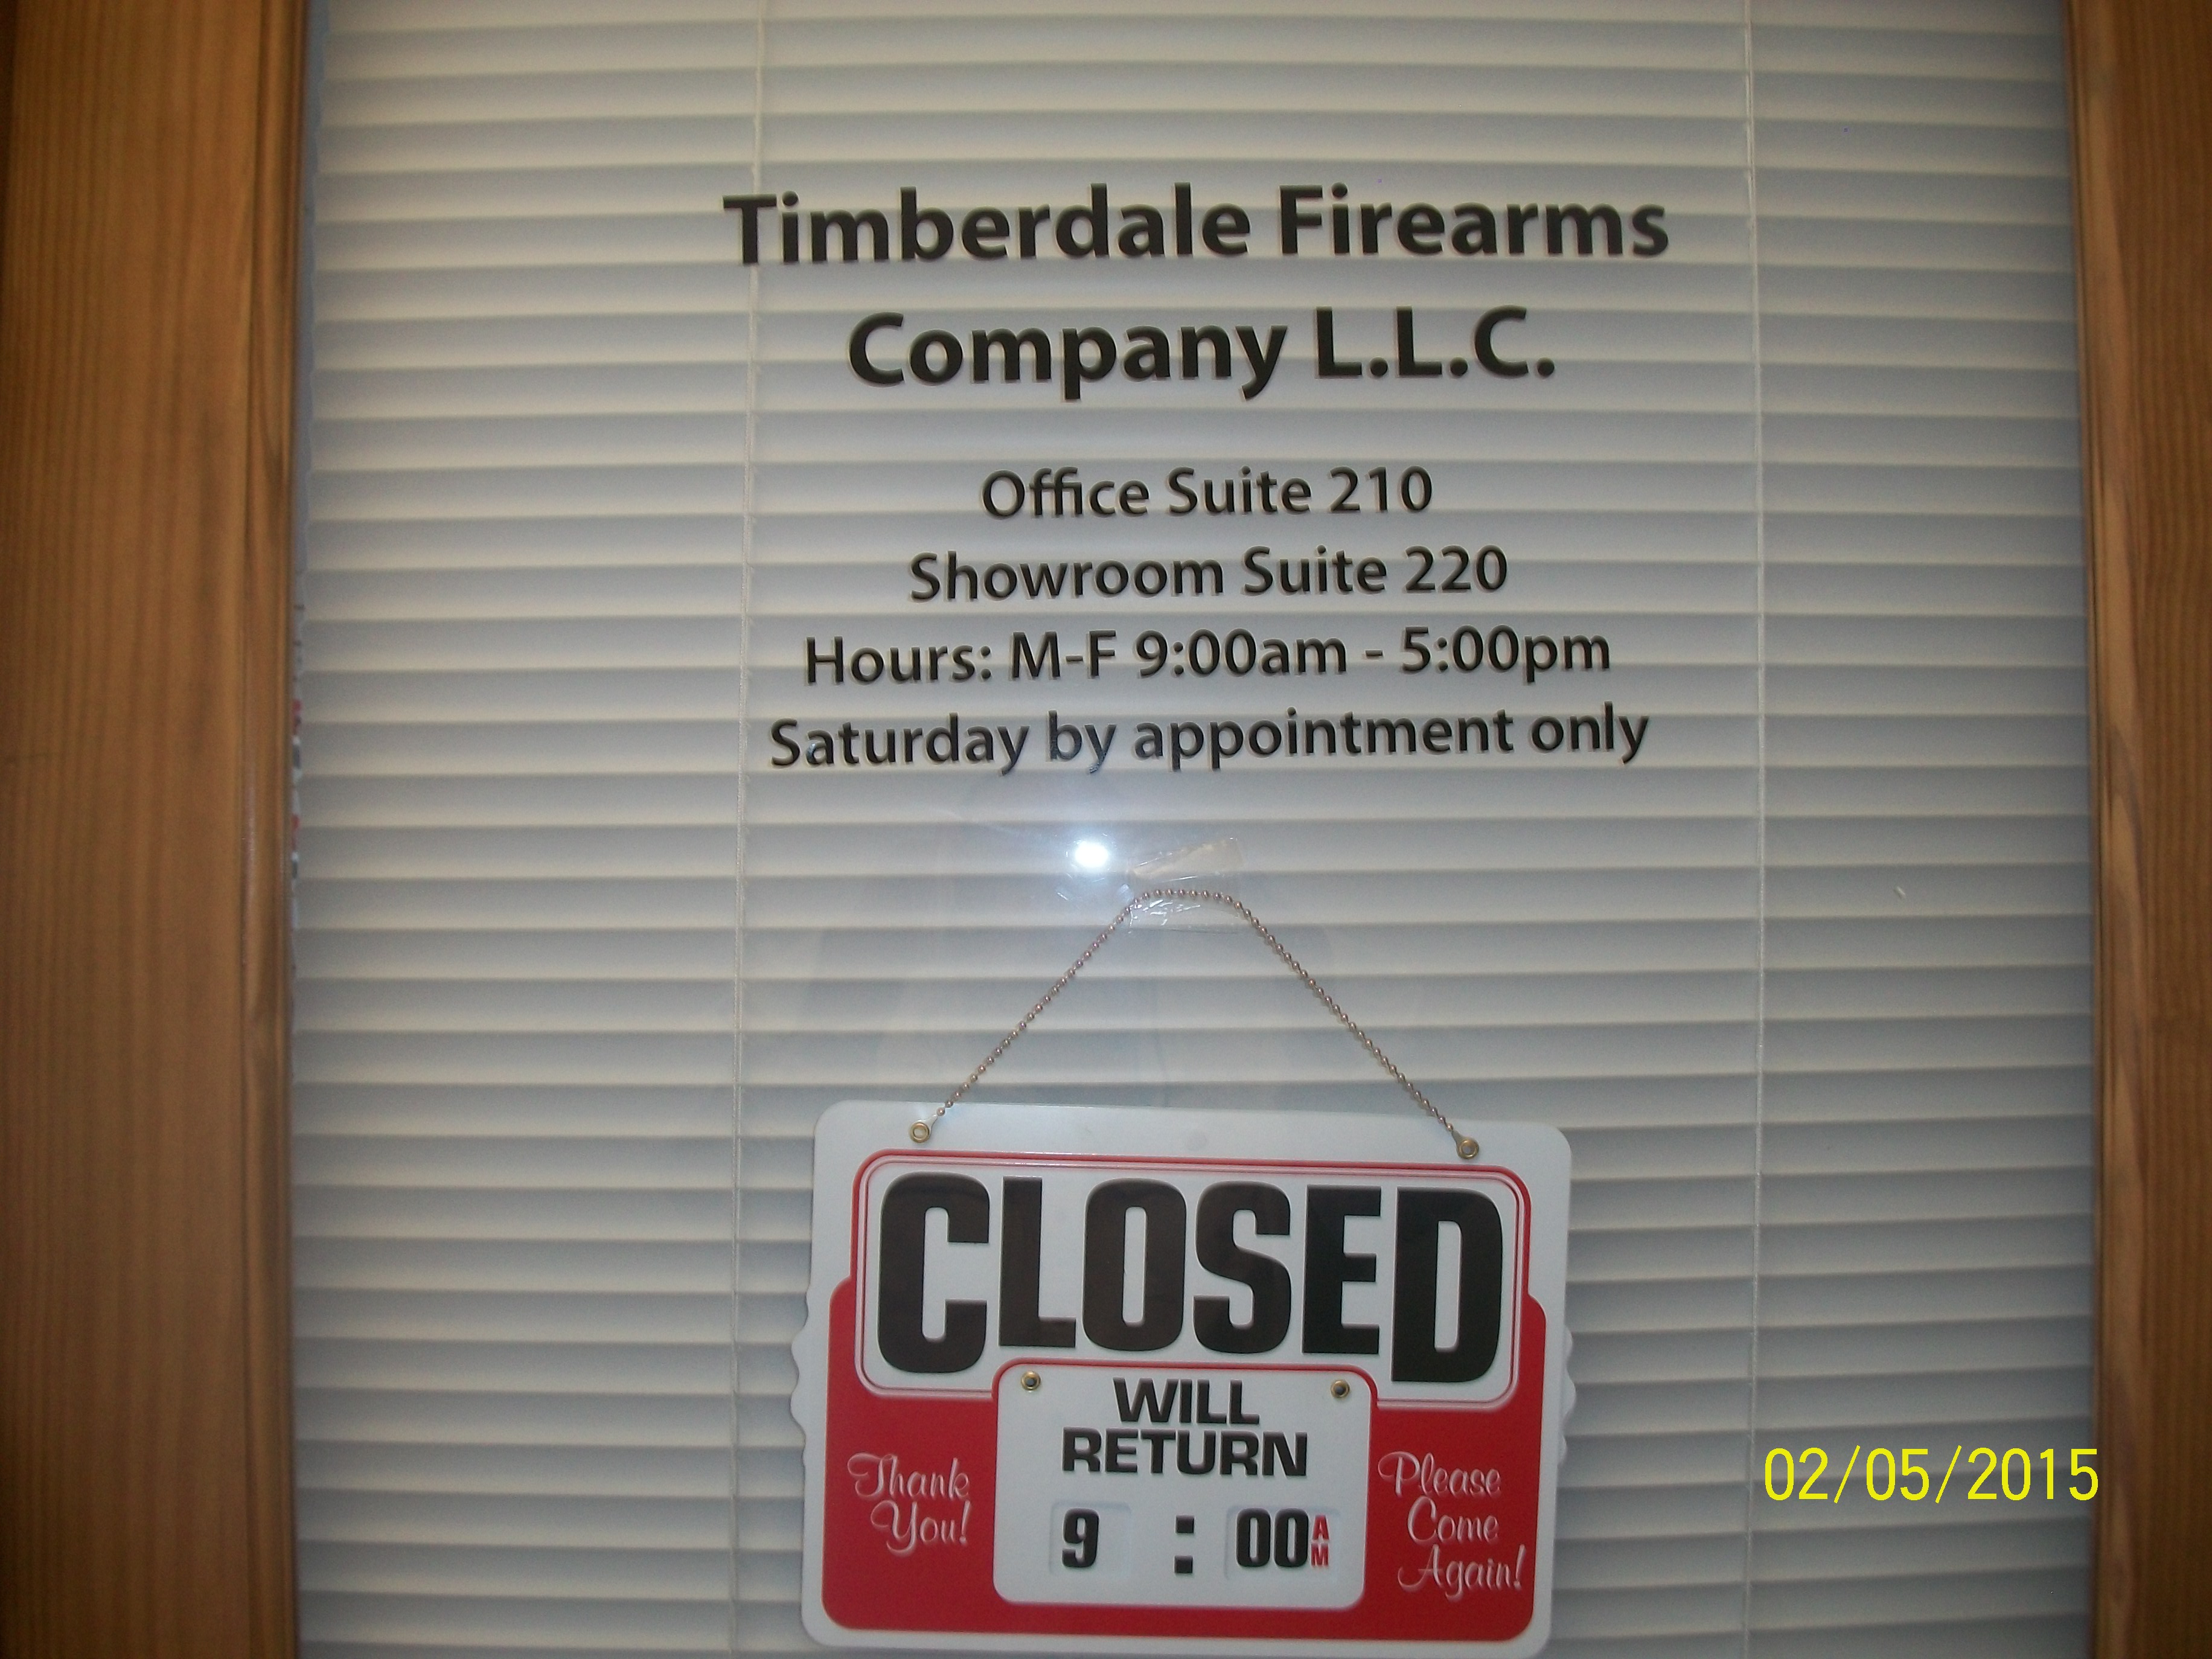 Timberdale Firearms
Company L.L.C.
Office Suite 210
Showroom Suite 220
Hours: M-F 9:00am - 5:00pm
Saturday by appointment only
CLOSED
WILL
RETURN
9 : 00 AM
Thank
You!
Please
Come
Again!
02/05/2015